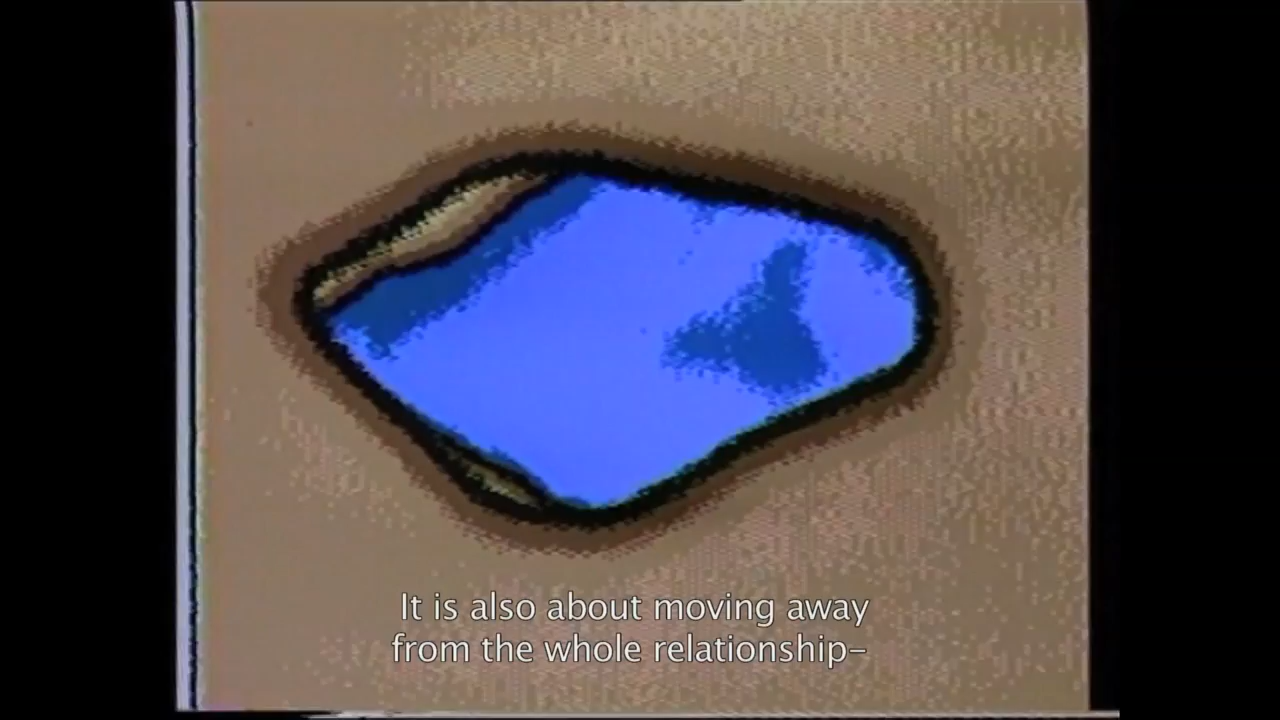 It is also about moving away
from the whole relationship–